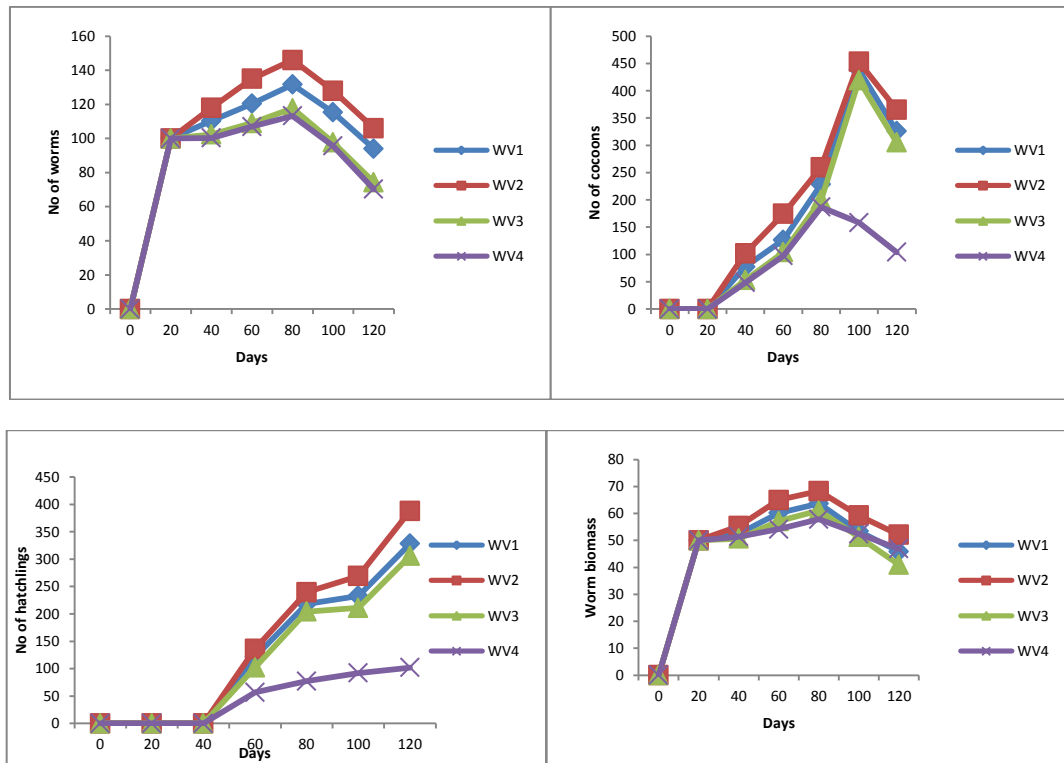 No of worms
160
140
120
100
80
60
40
20
0
0 20 40 60 80 100 120
Days
WV1
WV2
WV3
WV4
No of cocoons
500
450
400
350
300
250
200
150
100
50
0
0 20 40 60 80 100 120
Days
WV1
WV2
WV3
WV4
No of hatchlings
450
400
350
300
250
200
150
100
50
0
0 20 40 60 80 100 120
Days
WV1
WV2
WV3
WV4
Worm biomass
80
70
60
50
40
30
20
10
0
0 20 40 60 80 100 120
Days
WV1
WV2
WV3
WV4